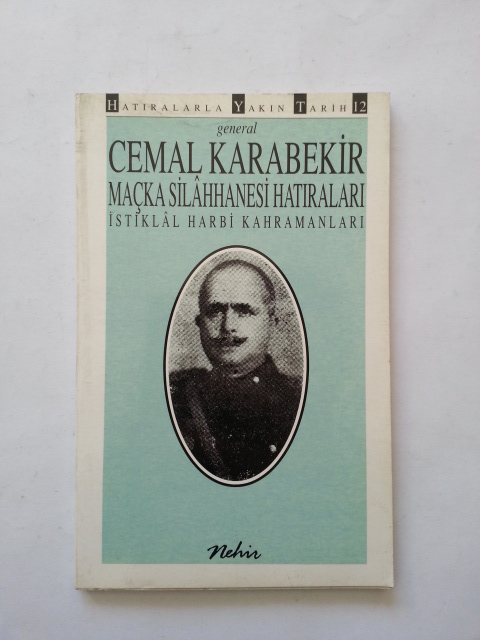 HATIRALARLA YAKIN TARİH 12
general
CEMAL KARABEKİR
MAÇKA SİLÂHHANESİ HATIRALARI
İSTİKLÂL HARBİ KAHRAMANLARI
Nehir